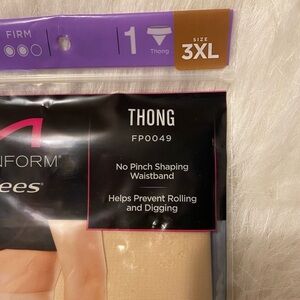 FIRM
1
Thong
SIZE
3XL
THONG
FP0049
NFORM®
ees®
No Pinch Shaping
Waistband
Helps Prevent Rolling
and Digging